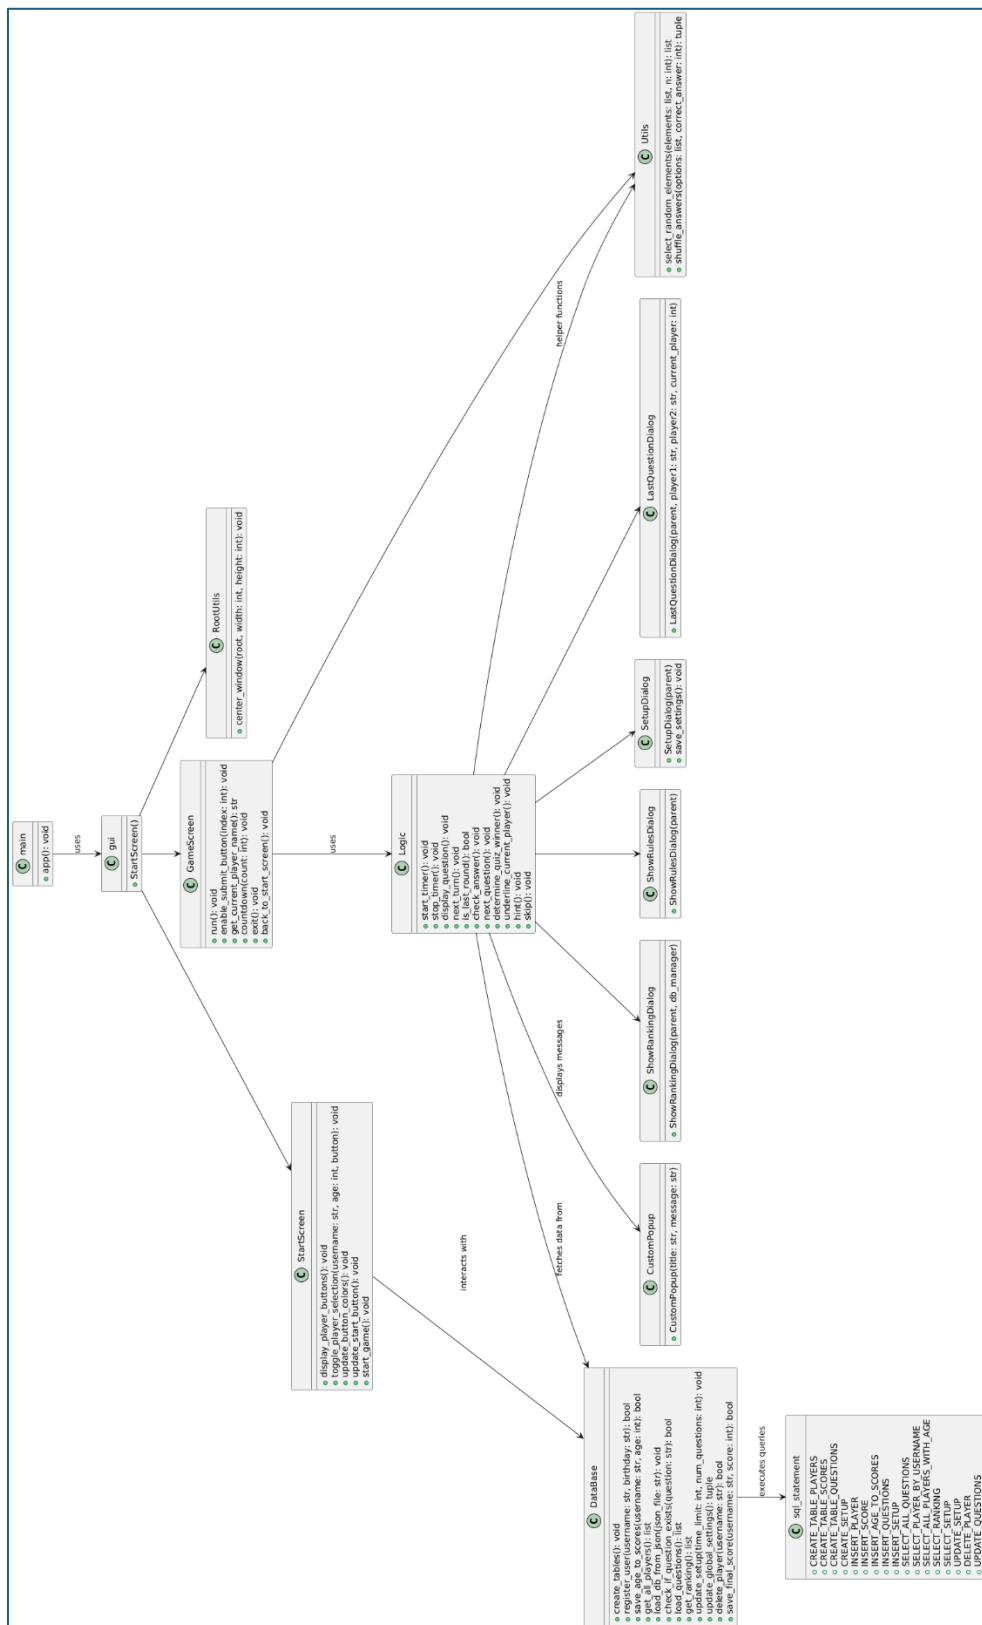 C main
app(): void
uses
C gui
StartScreen()
C RootUtils
center_window(root, width: int, height: int): void
C GameScreen
run(): void
enable_submit_button(index: int): void
get_current_player_name(): str
countdown(count: int): void
exit(): void
back_to_start_screen(): void
C StartScreen
display_player_buttons(): void
toggle_player_selection(username: str, age: int, button): void
update_button_colors(): void
update_start_button(): void
start_game(): void
uses
C Logic
start_timer(): void
stop_timer(): void
display_question(): void
next_turn(): void
is_last_round(): bool
check_answer(): void
next_question(): void
determine_quiz_winner(): void
underline_current_player(): void
hint(): void
skip(): void
interacts with
fetches data from
displays messages
helper functions
C DataBase
create_tables(): void
register_user(username: str, birthday: str): bool
save_age_to_scores(username: str, age: int): bool
get_all_players(): list
load_db_from_json(json_file: str): void
check_if_question_exists(question: str): bool
load_questions(): list
get_ranking(): list
update_setup(time_limit: int, num_questions: int): void
update_global_settings(): tuple
delete_player(username: str): bool
save_final_score(username: str, score: int): bool
C CustomPopup
CustomPopup(title: str, message: str)
C ShowRankingDialog
ShowRankingDialog(parent, db_manager)
C ShowRulesDialog
ShowRulesDialog(parent)
C SetupDialog
SetupDialog(parent)
save_settings(): void
C LastQuestionDialog
LastQuestionDialog(parent, player1: str, player2: str, current_player: int)
C Utils
select_random_elements(elements: list, n: int): list
shuffle_answers(options: list, correct_answer: int): tuple
executes queries
C sql_statement
CREATE_TABLE_PLAYERS
CREATE_TABLE_SCORES
CREATE_TABLE_QUESTIONS
CREATE_SETUP
INSERT_PLAYER
INSERT_SCORE
INSERT_AGE_TO_SCORES
INSERT_QUESTIONS
INSERT_SETUP
SELECT_ALL_QUESTIONS
SELECT_PLAYER_BY_USERNAME
SELECT_ALL_PLAYERS_WITH_AGE
SELECT_RANKING
SELECT_SETUP
UPDATE_SETUP
DELETE_PLAYER
UPDATE_QUESTIONS